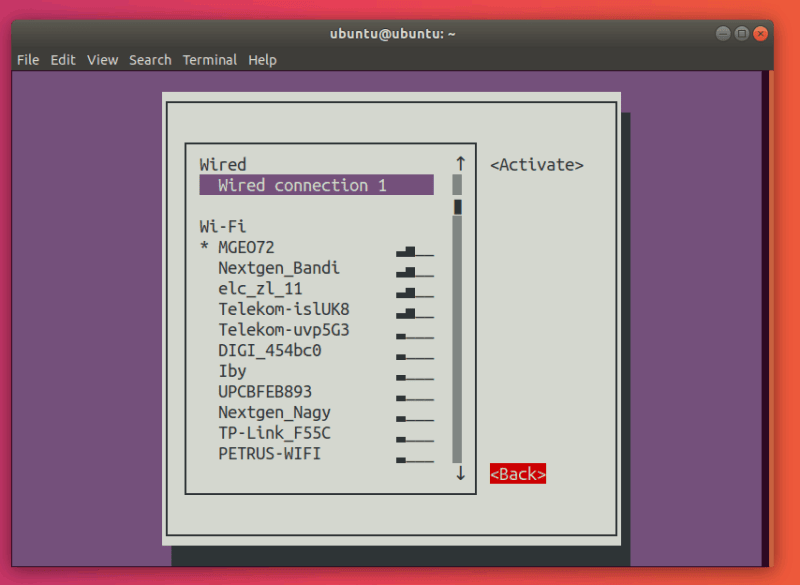 ubuntu@ubuntu: ~
File Edit View Search Terminal Help
Wired
<Activate>
Wired connection 1
Wi-Fi
* MGEO72
Nextgen_Bandi
elc_zl_11
Telekom-islUK8
Telekom-uvp5G3
DIGI_454bc0
Iby
UPCBFEB893
Nextgen_Nagy
TP-Link_F55C
PETRUS-WIFI
<Back>